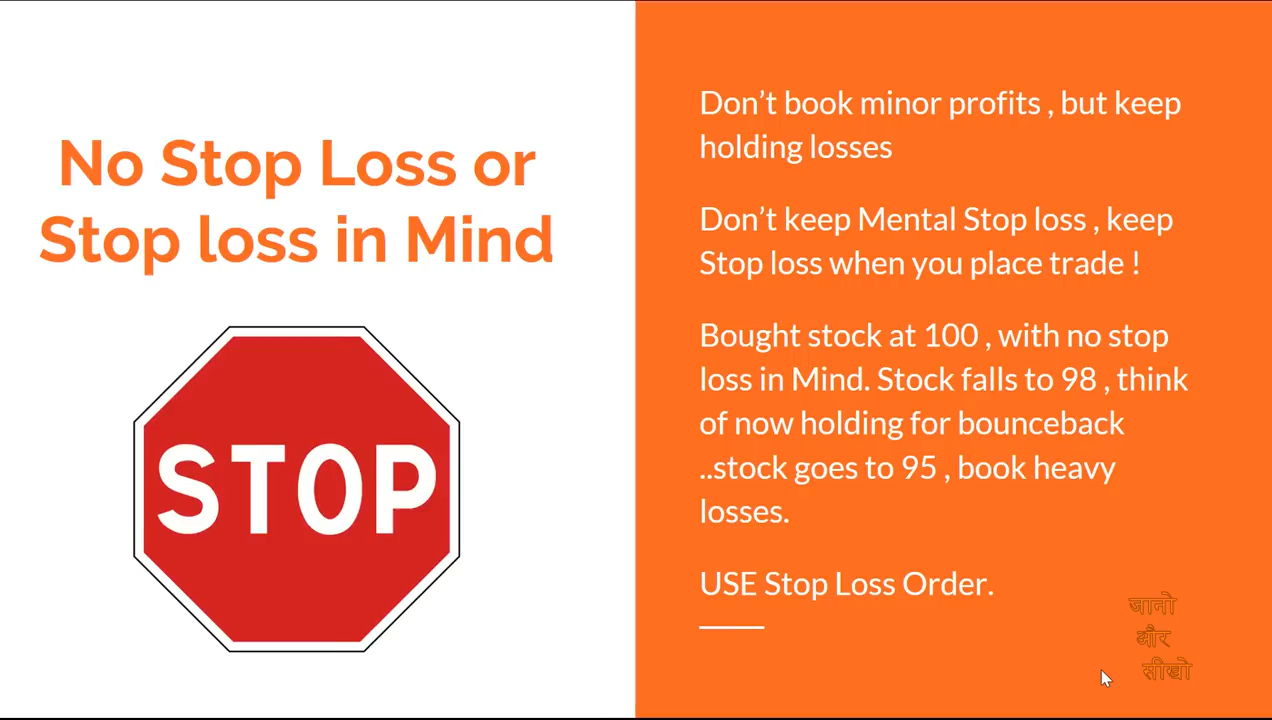 No Stop Loss or
Stop loss in Mind
STOP
Don’t book minor profits , but keep
holding losses
Don’t keep Mental Stop loss , keep
Stop loss when you place trade !
Bought stock at 100 , with no stop
loss in Mind. Stock falls to 98 , think
of now holding for bounceback
..stock goes to 95 , book heavy
losses.
USE Stop Loss Order.
जानो
और
सीखो